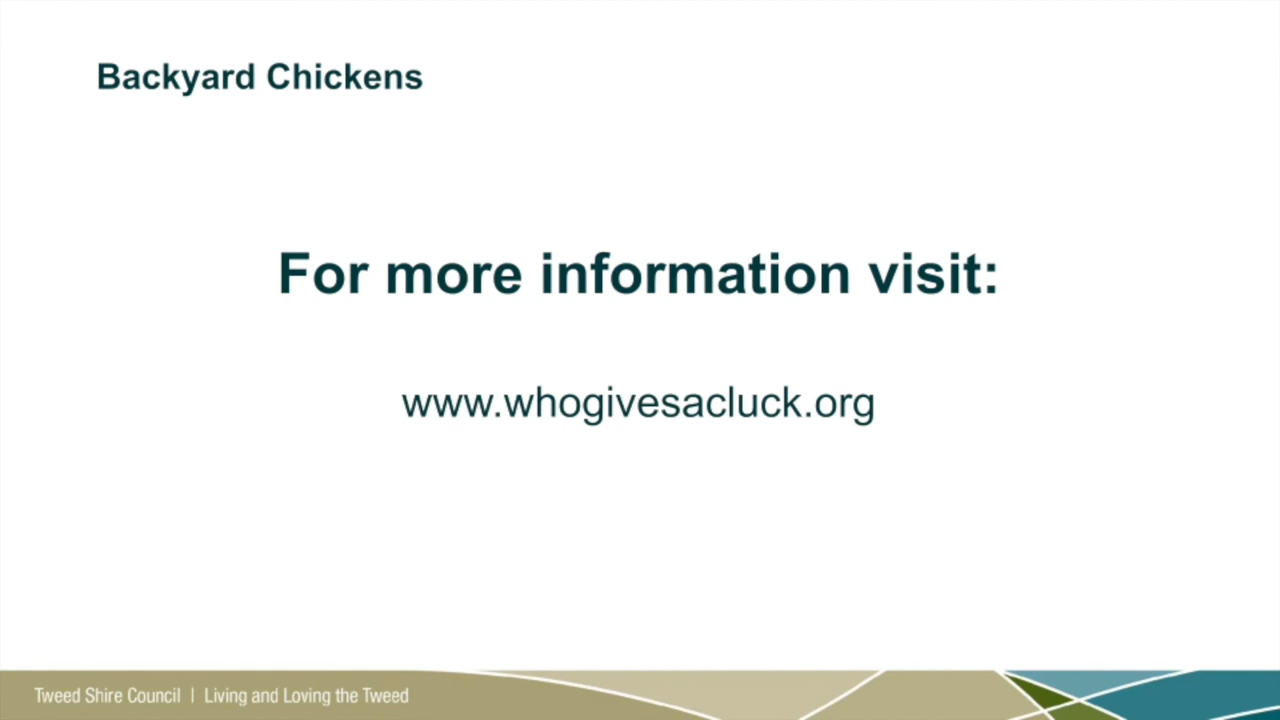 Backyard Chickens
For more information visit:
www.whogivesacluck.org
Tweed Shire Council | Living and Loving the Tweed